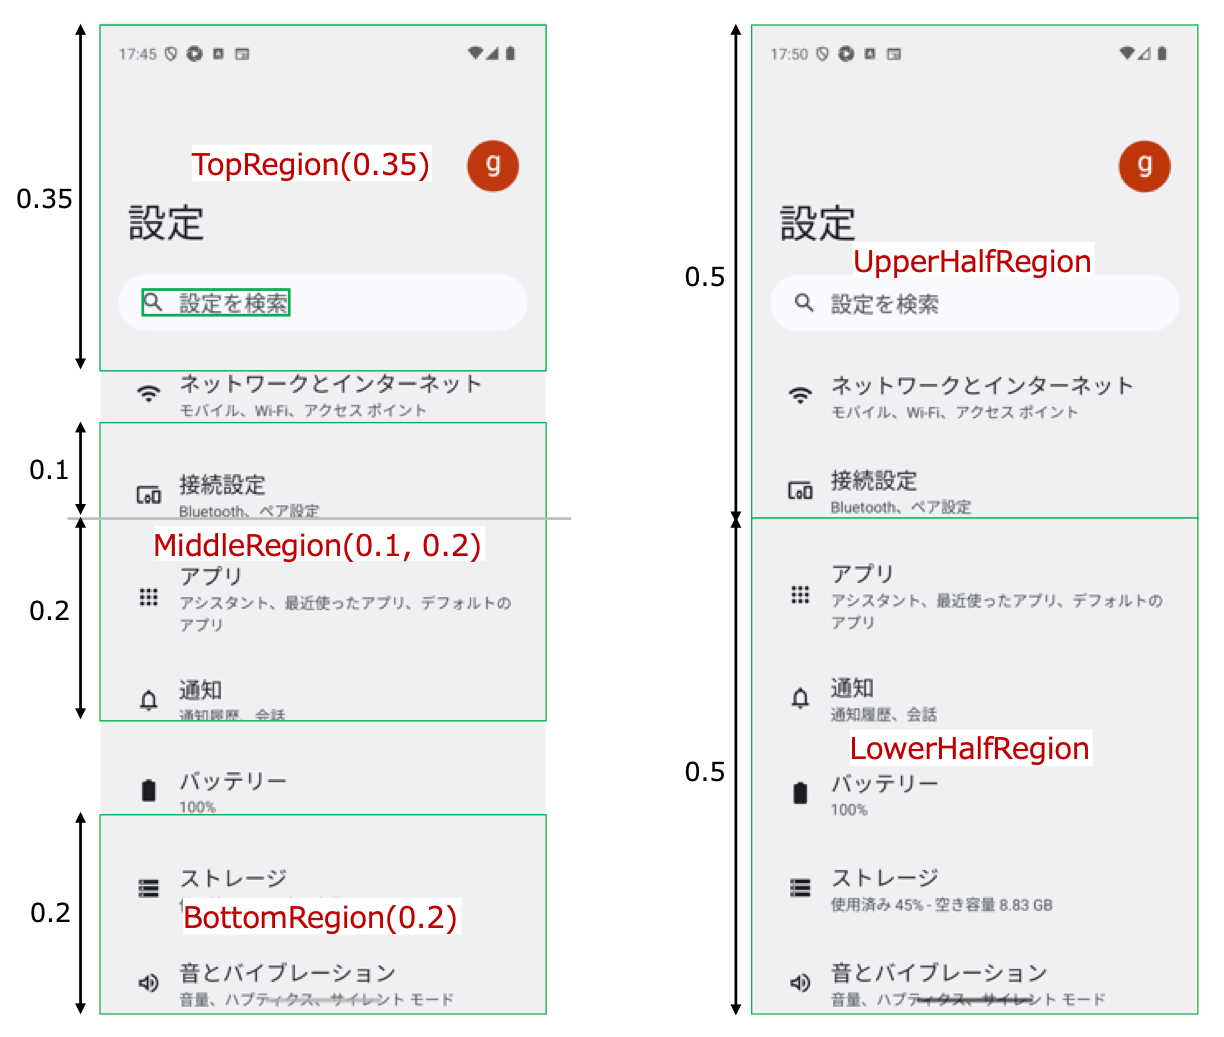 17:45
0.35
TopRegion(0.35)
g
設定
設定を検索
ネットワークとインターネット
モバイル、Wi-Fi、アクセス ポイント
0.1
接続設定
Bluetooth、ペア設定
MiddleRegion(0.1, 0.2)
アプリ
アシスタント、最近使ったアプリ、デフォルトの
アプリ
0.2
通知
通知履歴、会話
バッテリー
100%
ストレージ
0.2
BottomRegion(0.2)
音とバイブレーション
音量、ハプティクス、サイレント モード
17:50
g
設定
UpperHalfRegion
0.5
設定を検索
ネットワークとインターネット
モバイル、Wi-Fi、アクセス ポイント
接続設定
Bluetooth、ペア設定
アプリ
アシスタント、最近使ったアプリ、デフォルトの
アプリ
通知
通知履歴、会話
LowerHalfRegion
0.5
バッテリー
100%
ストレージ
使用済み 45% - 空き容量 8.83 GB
音とバイブレーション
音量、ハプティクス、サイレント モード